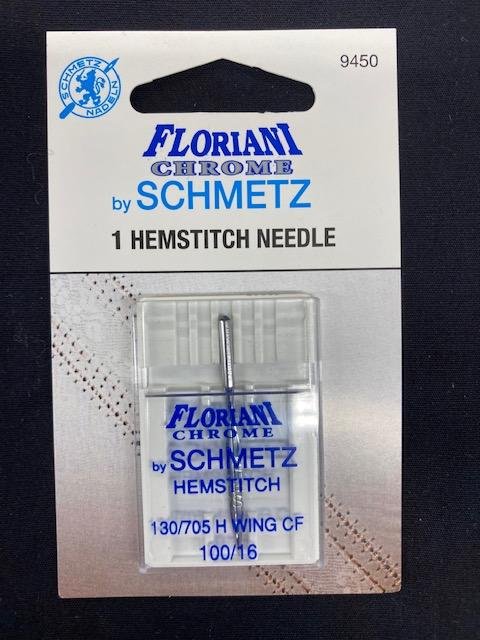 SCHMETZ
NADELN
9450
FLORIANI
CHROME
by SCHMETZ
1 HEMSTITCH NEEDLE
FLORIANI
CHROME
by SCHMETZ
HEMSTITCH
130/705 H WING CF
100/16